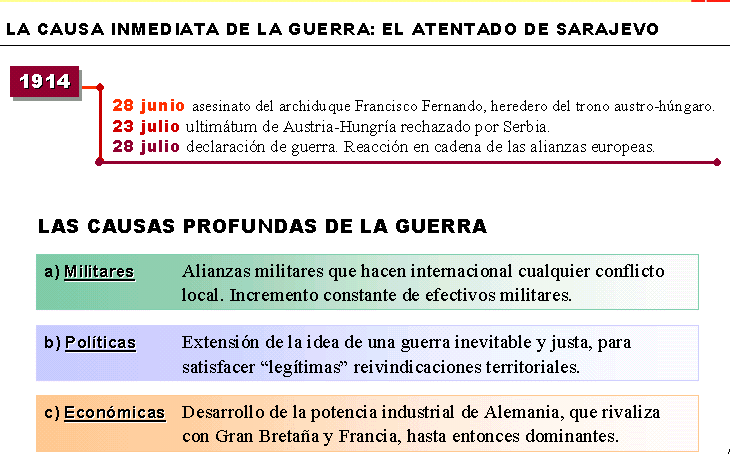 LA CAUSA INMEDIATA DE LA GUERRA: EL ATENTADO DE SARAJEVO
1914
28 junio asesinato del archiduque Francisco Fernando, heredero del trono austro-húngaro.
23 julio ultimátum de Austria-Hungría rechazado por Serbia.
28 julio declaración de guerra. Reacción en cadena de las alianzas europeas.
LAS CAUSAS PROFUNDAS DE LA GUERRA
a) Militares Alianzas militares que hacen internacional cualquier conflicto
local. Incremento constante de efectivos militares.
b) Políticas Extensión de la idea de una guerra inevitable y justa, para
satisfacer “legítimas” reivindicaciones territoriales.
c) Económicas Desarrollo de la potencia industrial de Alemania, que rivaliza
con Gran Bretaña y Francia, hasta entonces dominantes.